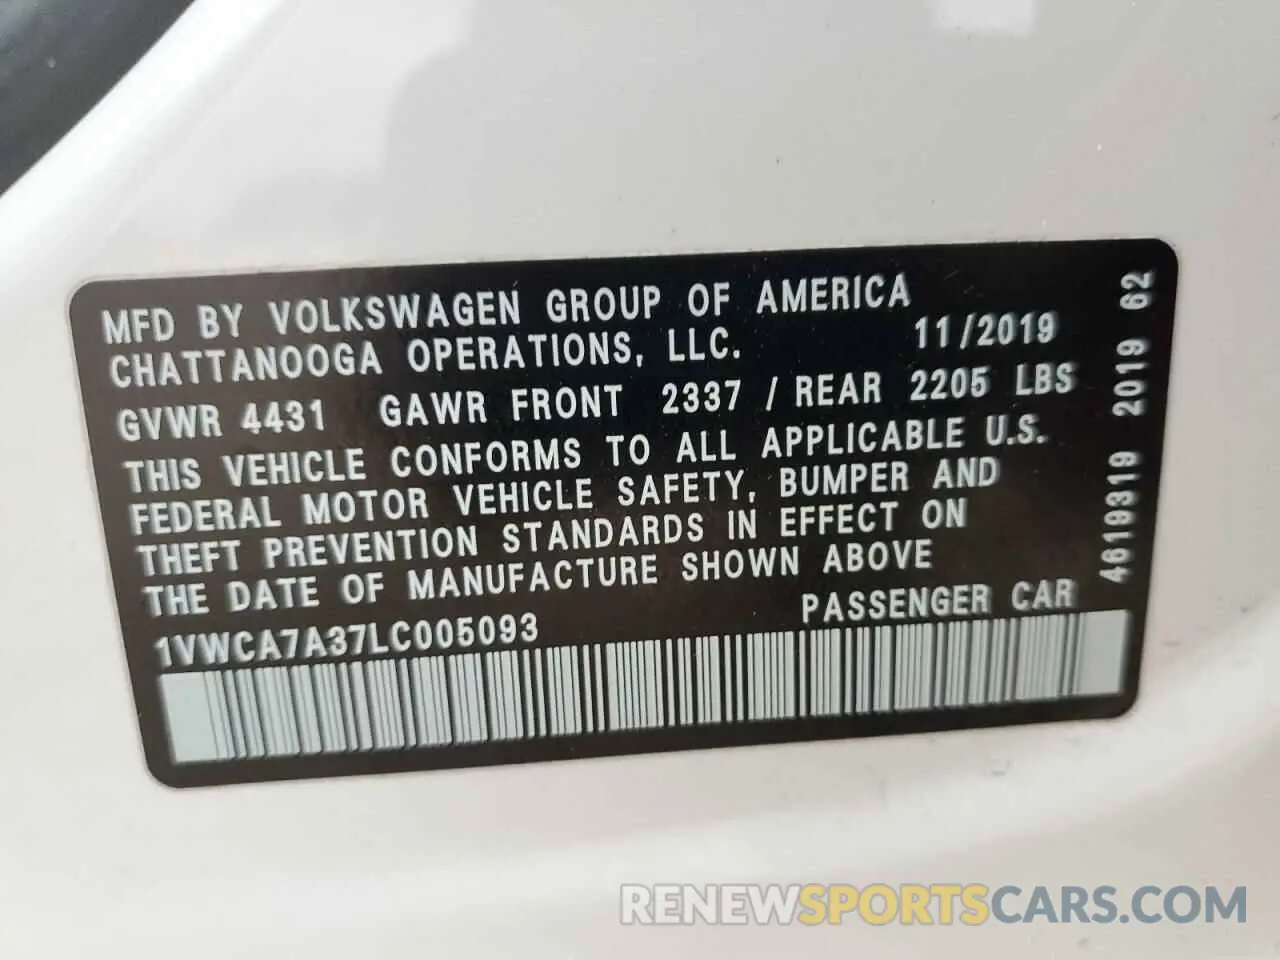 MFD BY VOLKSWAGEN GROUP OF AMERICA
CHATTANOOGA OPERATIONS, LLC. 11/2019
GVWR 4431 GAWR FRONT 2337 / REAR 2205 LBS
THIS VEHICLE CONFORMS TO ALL APPLICABLE U.S.
FEDERAL MOTOR VEHICLE SAFETY, BUMPER AND
THEFT PREVENTION STANDARDS IN EFFECT ON
THE DATE OF MANUFACTURE SHOWN ABOVE
1VWCA7A37LC005093 PASSENGER CAR
4619319 2019 62
RENEWSPORTSCARS.COM